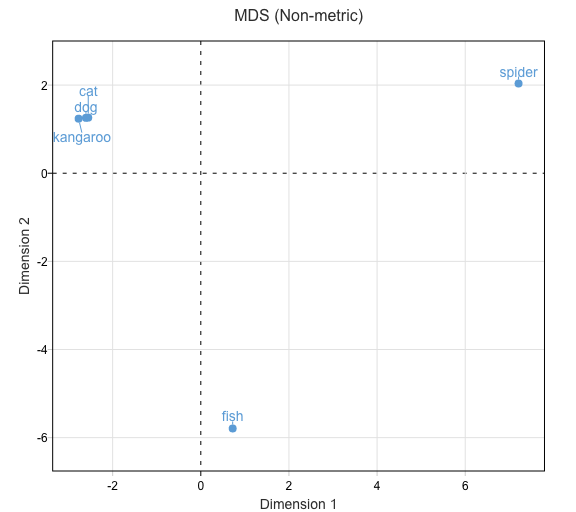 MDS (Non-metric)
spider
cat
dog
kangaroo
fish
2
0
-2
-4
-6
-2
0
2
4
6
Dimension 2
Dimension 1